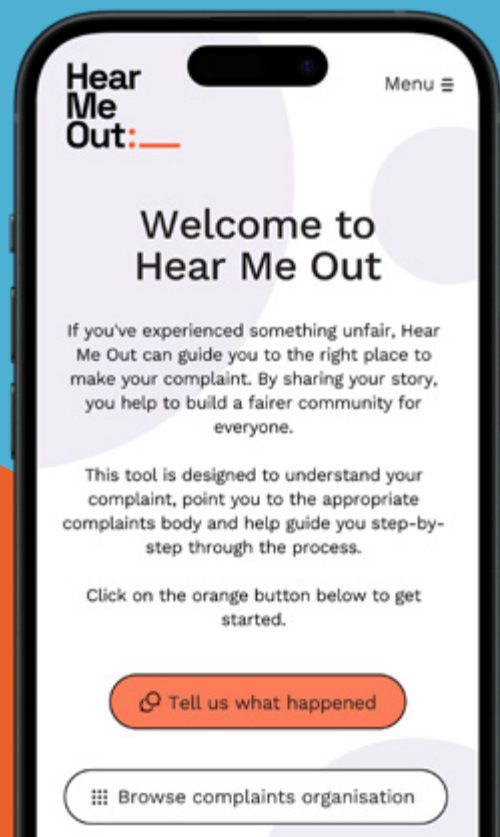 Hear
Me
Out:
Menu
Welcome to
Hear Me Out
If you've experienced something unfair, Hear
Me Out can guide you to the right place to
make your complaint. By sharing your story,
you help to build a fairer community for
everyone.
This tool is designed to understand your
complaint, point you to the appropriate
complaints body and help guide you step-by-
step through the process.
Click on the orange button below to get
started.
Tell us what happened
Browse complaints organisation